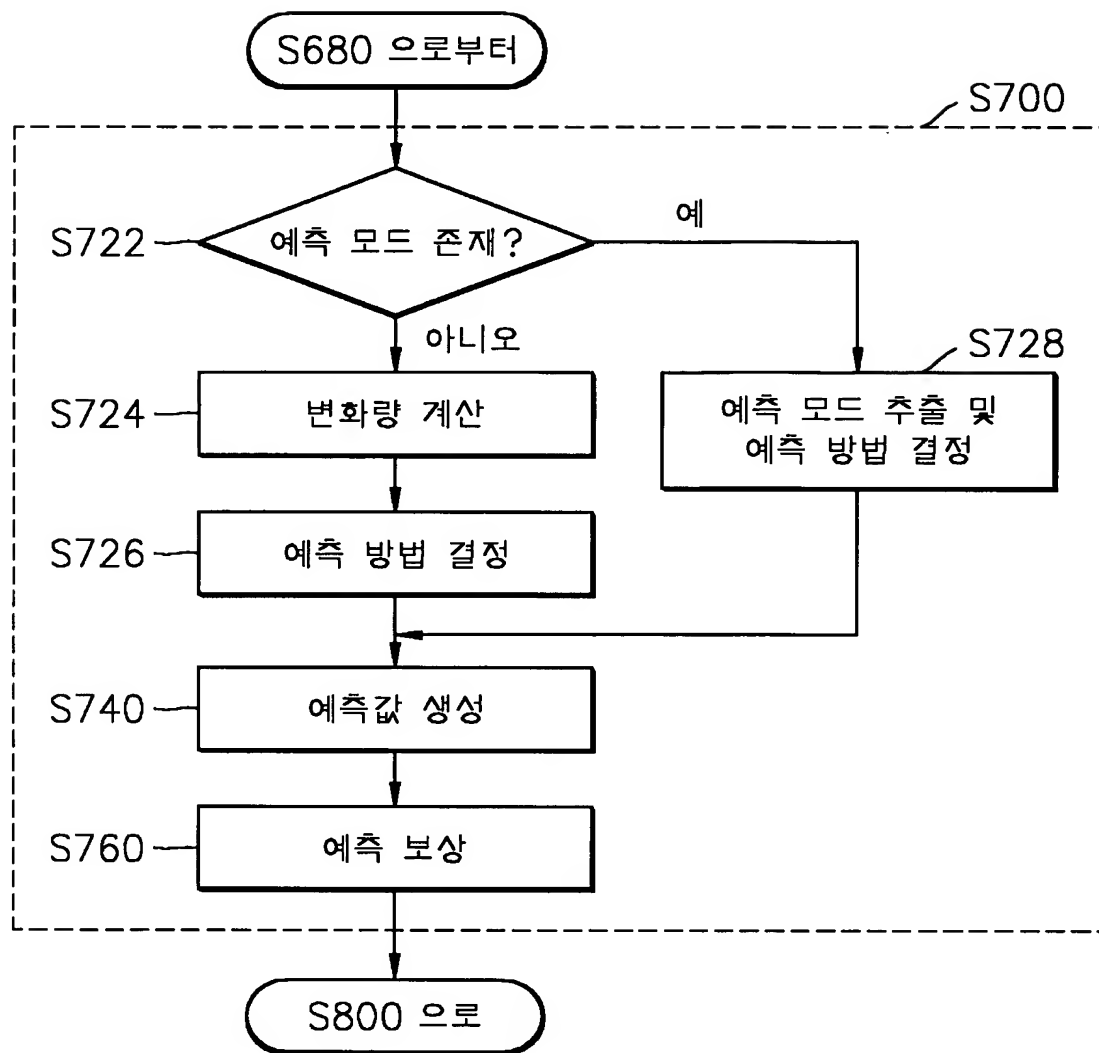 S680 으로부터
S700
S722
예측 모드 존재?
예
아니오
S728
S724
변화량 계산
예측 모드 추출 및
예측 방법 결정
S726
예측 방법 결정
S740
예측값 생성
S760
예측 보상
S800 으로